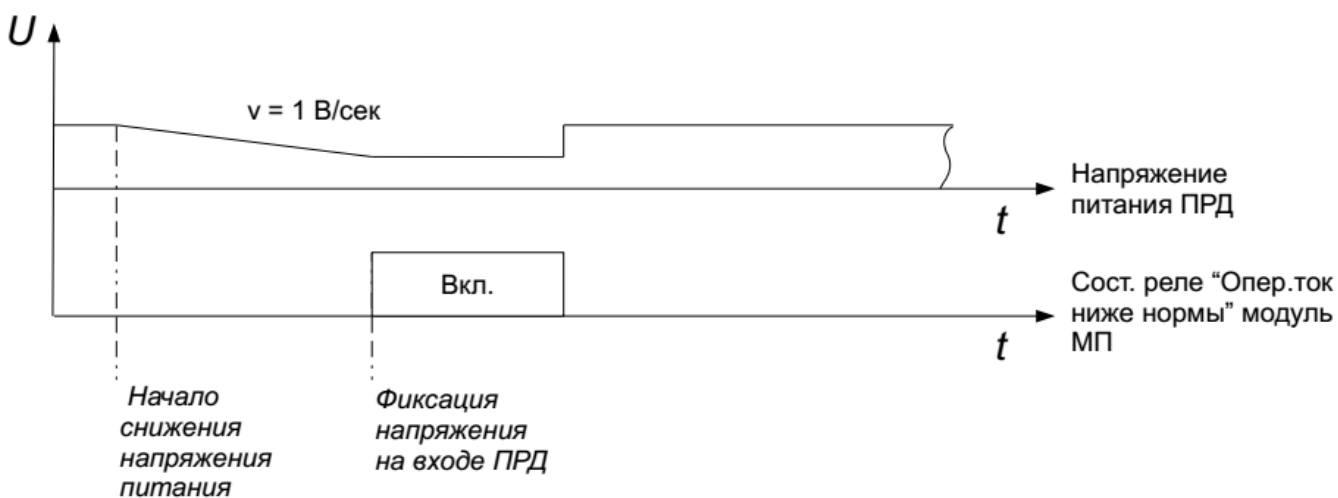 U
v = 1 В/сек
Напряжение
питания ПРД
t
Вкл.
Сост. реле “Опер.ток
ниже нормы” модуль
МП
t
Начало
снижения
напряжения
питания
Фиксация
напряжения
на входе ПРД